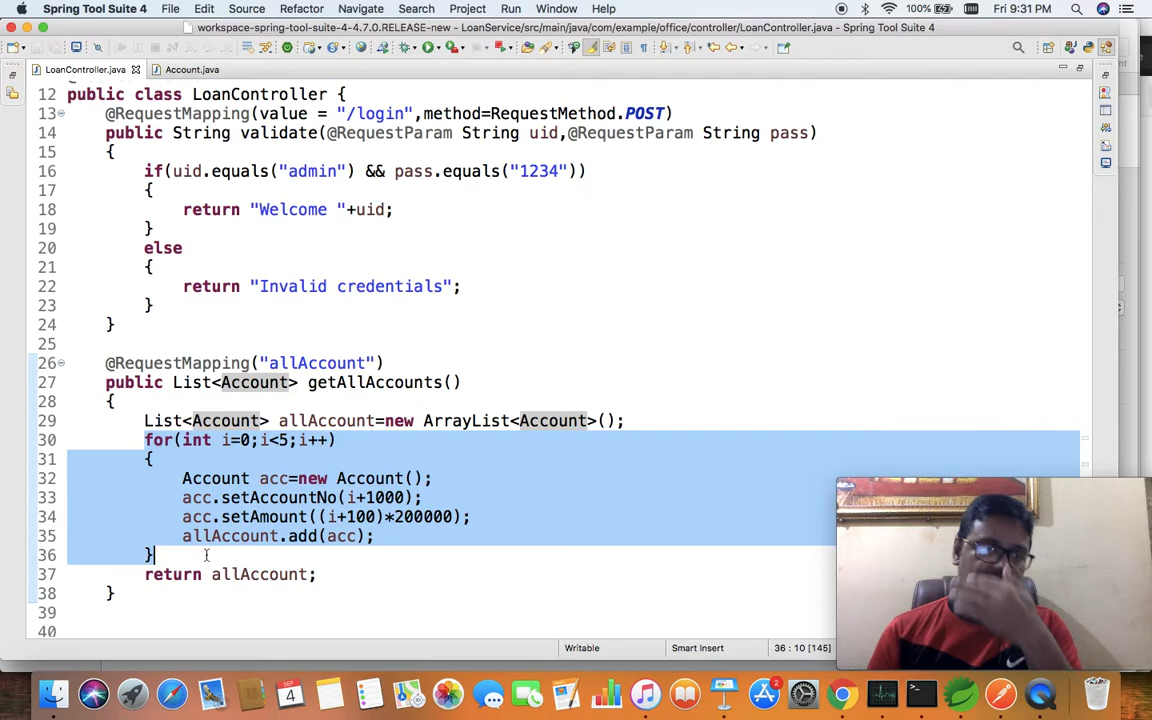 Spring Tool Suite 4 File Edit Source Refactor Navigate Search Project Run Window Help 100% Fri 9:31 PM
workspace-spring-tool-suite-4-4.7.0.RELEASE-new - LoanService/src/main/java/com/example/office/controller/LoanController.java - Spring Tool Suite 4
LoanController.java Account.java
12 public class LoanController {
13 @RequestMapping(value = "/login",method=RequestMethod.POST)
14 public String validate(@RequestParam String uid,@RequestParam String pass)
15 {
16 if(uid.equals("admin") && pass.equals("1234"))
17 {
18 return "Welcome "+uid;
19 }
20 else
21 {
22 return "Invalid credentials";
23 }
24 }
25
26 @RequestMapping("allAccount")
27 public List<Account> getAllAccounts()
28 {
29 List<Account> allAccount=new ArrayList<Account>();
30 for(int i=0;i<5;i++)
31 {
32 Account acc=new Account();
33 acc.setAccountNo(i+1000);
34 acc.setAmount((i+100)*200000);
35 allAccount.add(acc);
36 }
37 return allAccount;
38 }
39
40
Writable Smart Insert 36 : 10 [145]
SEP
4
2